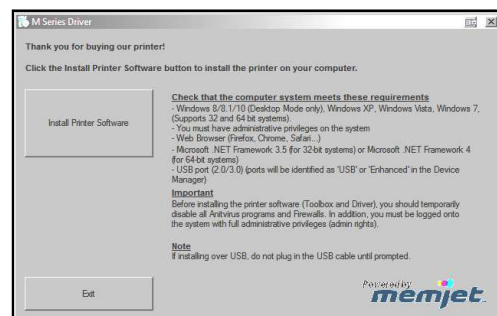 M Series Driver
Thank you for buying our printer!
Click the Install Printer Software button to install the printer on your computer.
Install Printer Software
Check that the computer system meets these requirements
- Windows 8/8.1/10 (Desktop Mode only), Windows XP, Windows Vista, Windows 7,
(Supports 32 and 64 bit systems).
- You must have administrative privileges on the system
- Web Browser (Firefox, Chrome, Safari...)
- Microsoft .NET Framework 3.5 (for 32-bit systems) or Microsoft .NET Framework 4
(for 64-bit systems)
- USB port (2.0/3.0) (ports will be identified as 'USB' or 'Enhanced' in the Device
Manager)
Important
Before installing the printer software (Toolbox and Driver), you should temporarily
disable all Anitvirus programs and Firewalls. In addition, you must be logged onto
the system with full administrative privileges (admin rights).
Note
If installing over USB, do not plug in the USB cable until prompted.
Exit
Powered by
memjet.